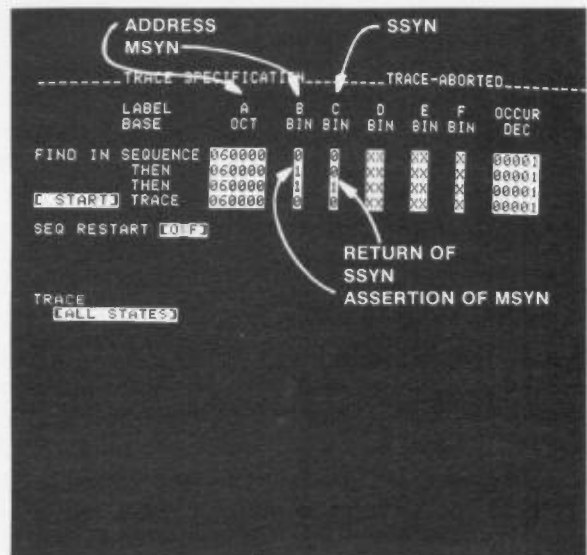 ADDRESS
MSYN
SSYN
TRACE SPECIFICATION TRACE-ABORTED
LABEL A B C D E F OCCUR
BASE OCT BIN BIN BIN BIN BIN DEC
FIND IN SEQUENCE 060000 0 0 XX XX X 00001
THEN 060000 1 0 XX XX X 00001
THEN 060000 1 1 XX XX X 00001
[ START] TRACE 060000 0 0 XX XX X 00001
SEQ RESTART [OFF]
RETURN OF
SSYN
ASSERTION OF MSYN
TRACE
[ALL STATES]